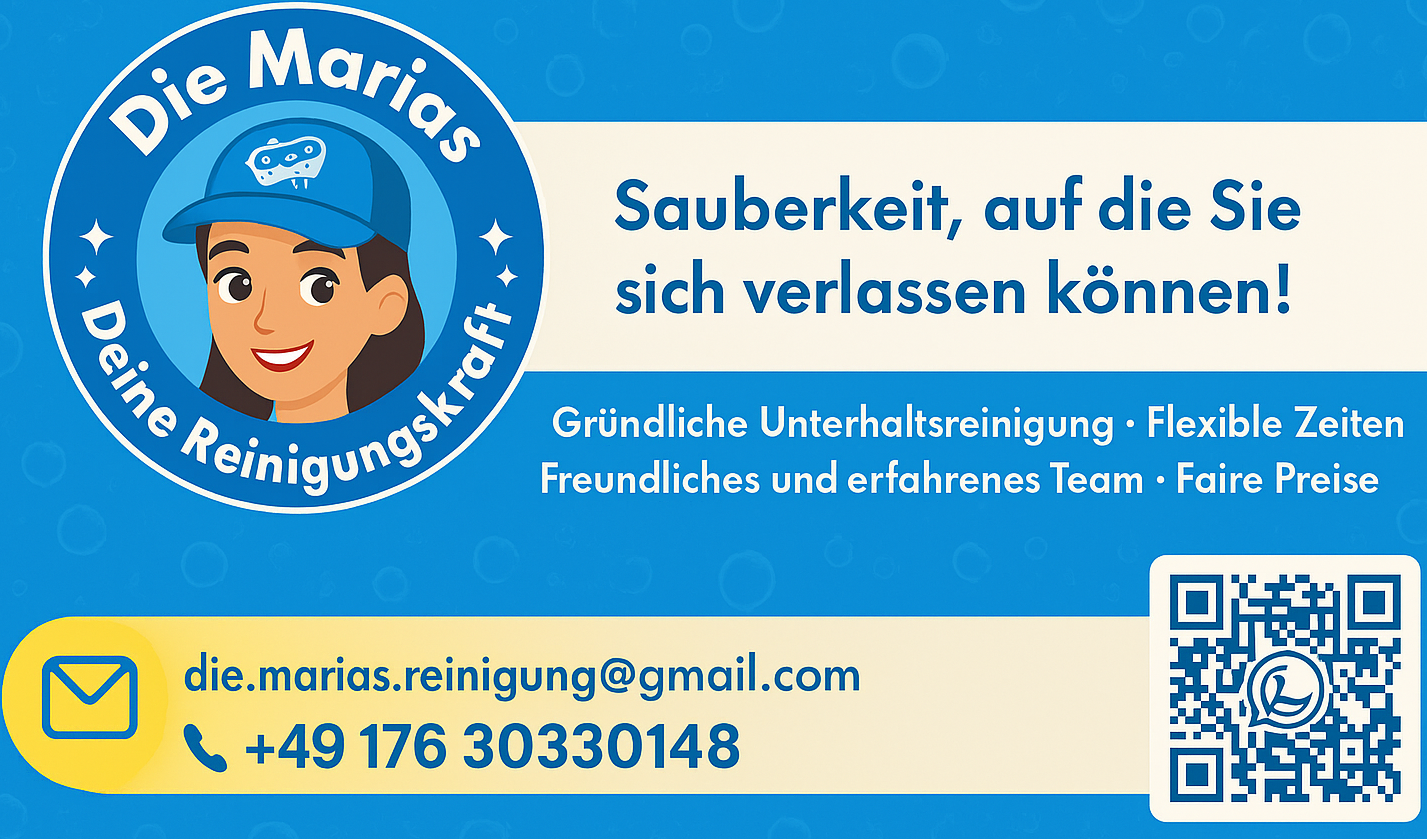 Die Marias
Deine Reinigungskraft
Sauberkeit, auf die Sie
sich verlassen können!
Gründliche Unterhaltsreinigung · Flexible Zeiten
Freundliches und erfahrenes Team · Faire Preise
die.marias.reinigung@gmail.com
+49 176 30330148